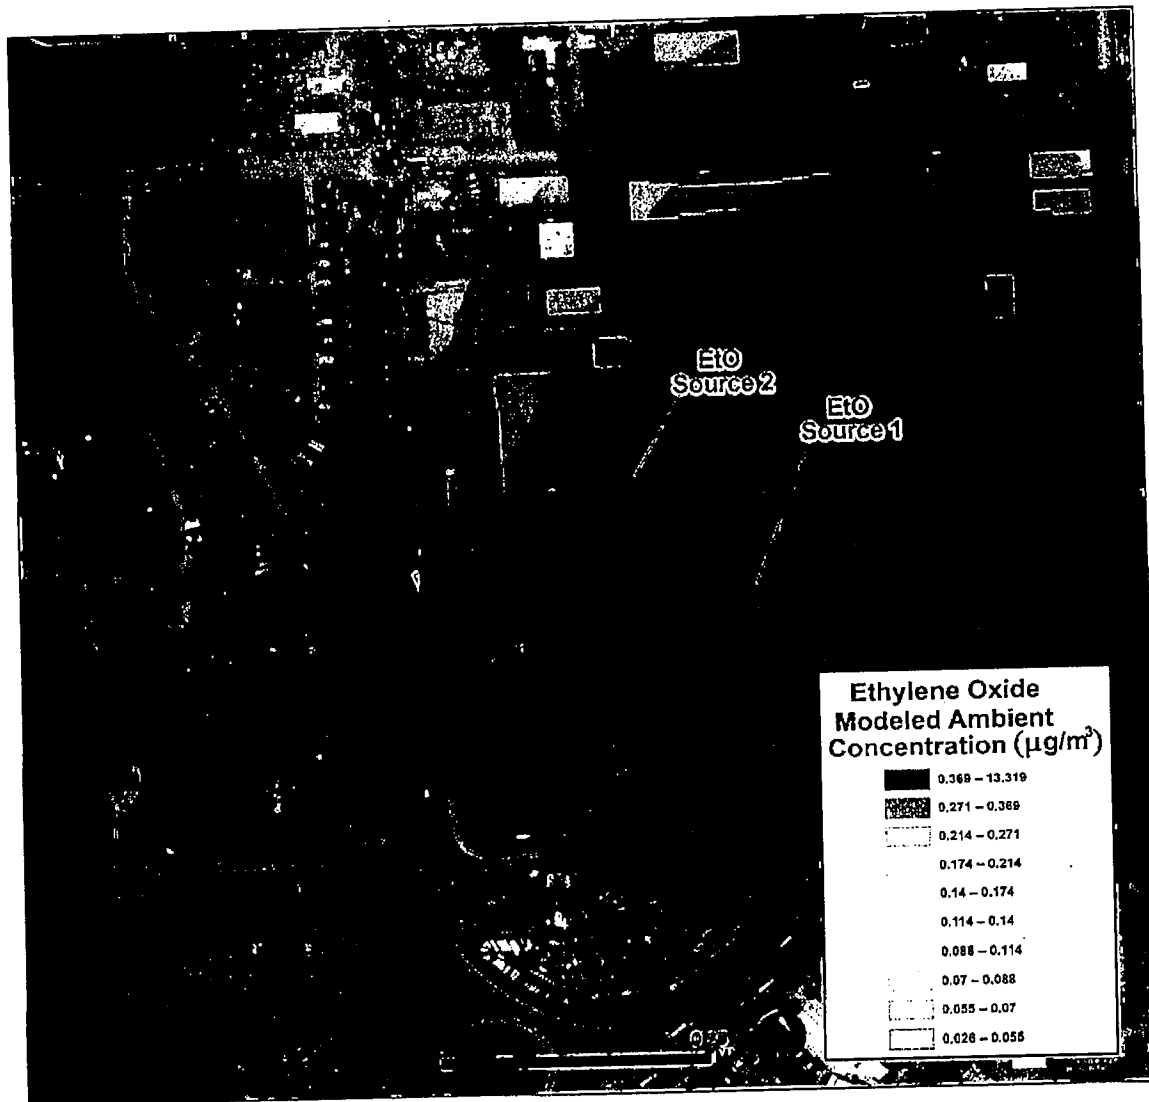 EtO
Source 2
EtO
Source 1
Ethylene Oxide
Modeled Ambient
Concentration (µg/m³)
0.369 – 13.319
0.271 – 0.369
0.214 – 0.271
0.174 – 0.214
0.14 – 0.174
0.114 – 0.14
0.088 – 0.114
0.07 – 0.088
0.055 – 0.07
0.026 – 0.055